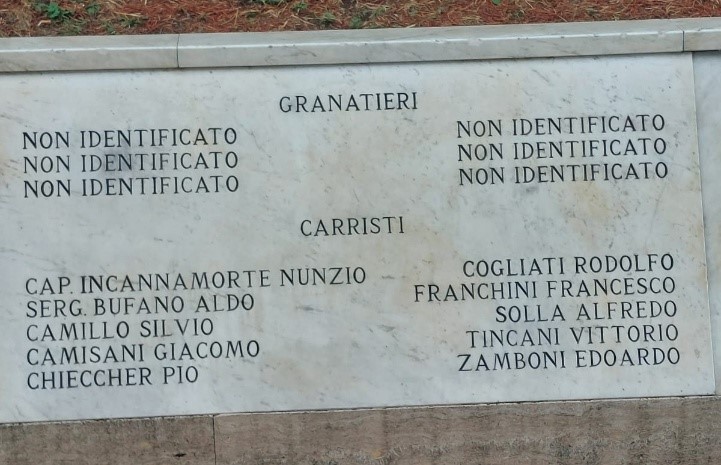 GRANATIERI
NON IDENTIFICATO
NON IDENTIFICATO
NON IDENTIFICATO
NON IDENTIFICATO
NON IDENTIFICATO
NON IDENTIFICATO
CARRISTI
CAP. INCANNAMORTE NUNZIO
SERG. BUFANO ALDO
CAMILLO SILVIO
CAMISANI GIACOMO
CHIECCHER PIO
COGLIATI RODOLFO
FRANCHINI FRANCESCO
SOLLA ALFREDO
TINCANI VITTORIO
ZAMBONI EDOARDO